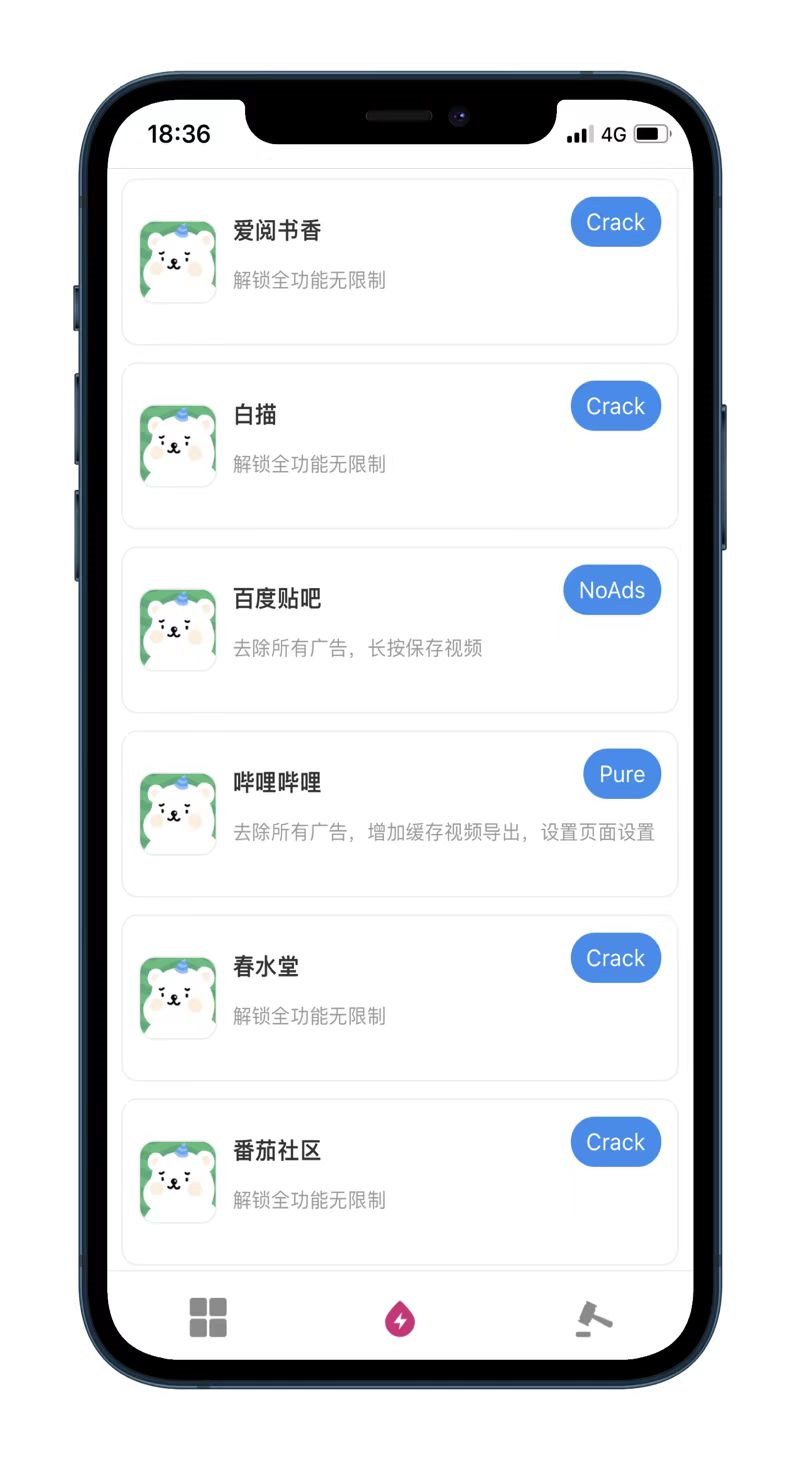 18:36
4G
爱阅书香
Crack
解锁全功能无限制
白描
Crack
解锁全功能无限制
百度贴吧
NoAds
去除所有广告，长按保存视频
哔哩哔哩
Pure
去除所有广告，增加缓存视频导出，设置页面设置
春水堂
Crack
解锁全功能无限制
番茄社区
Crack
解锁全功能无限制